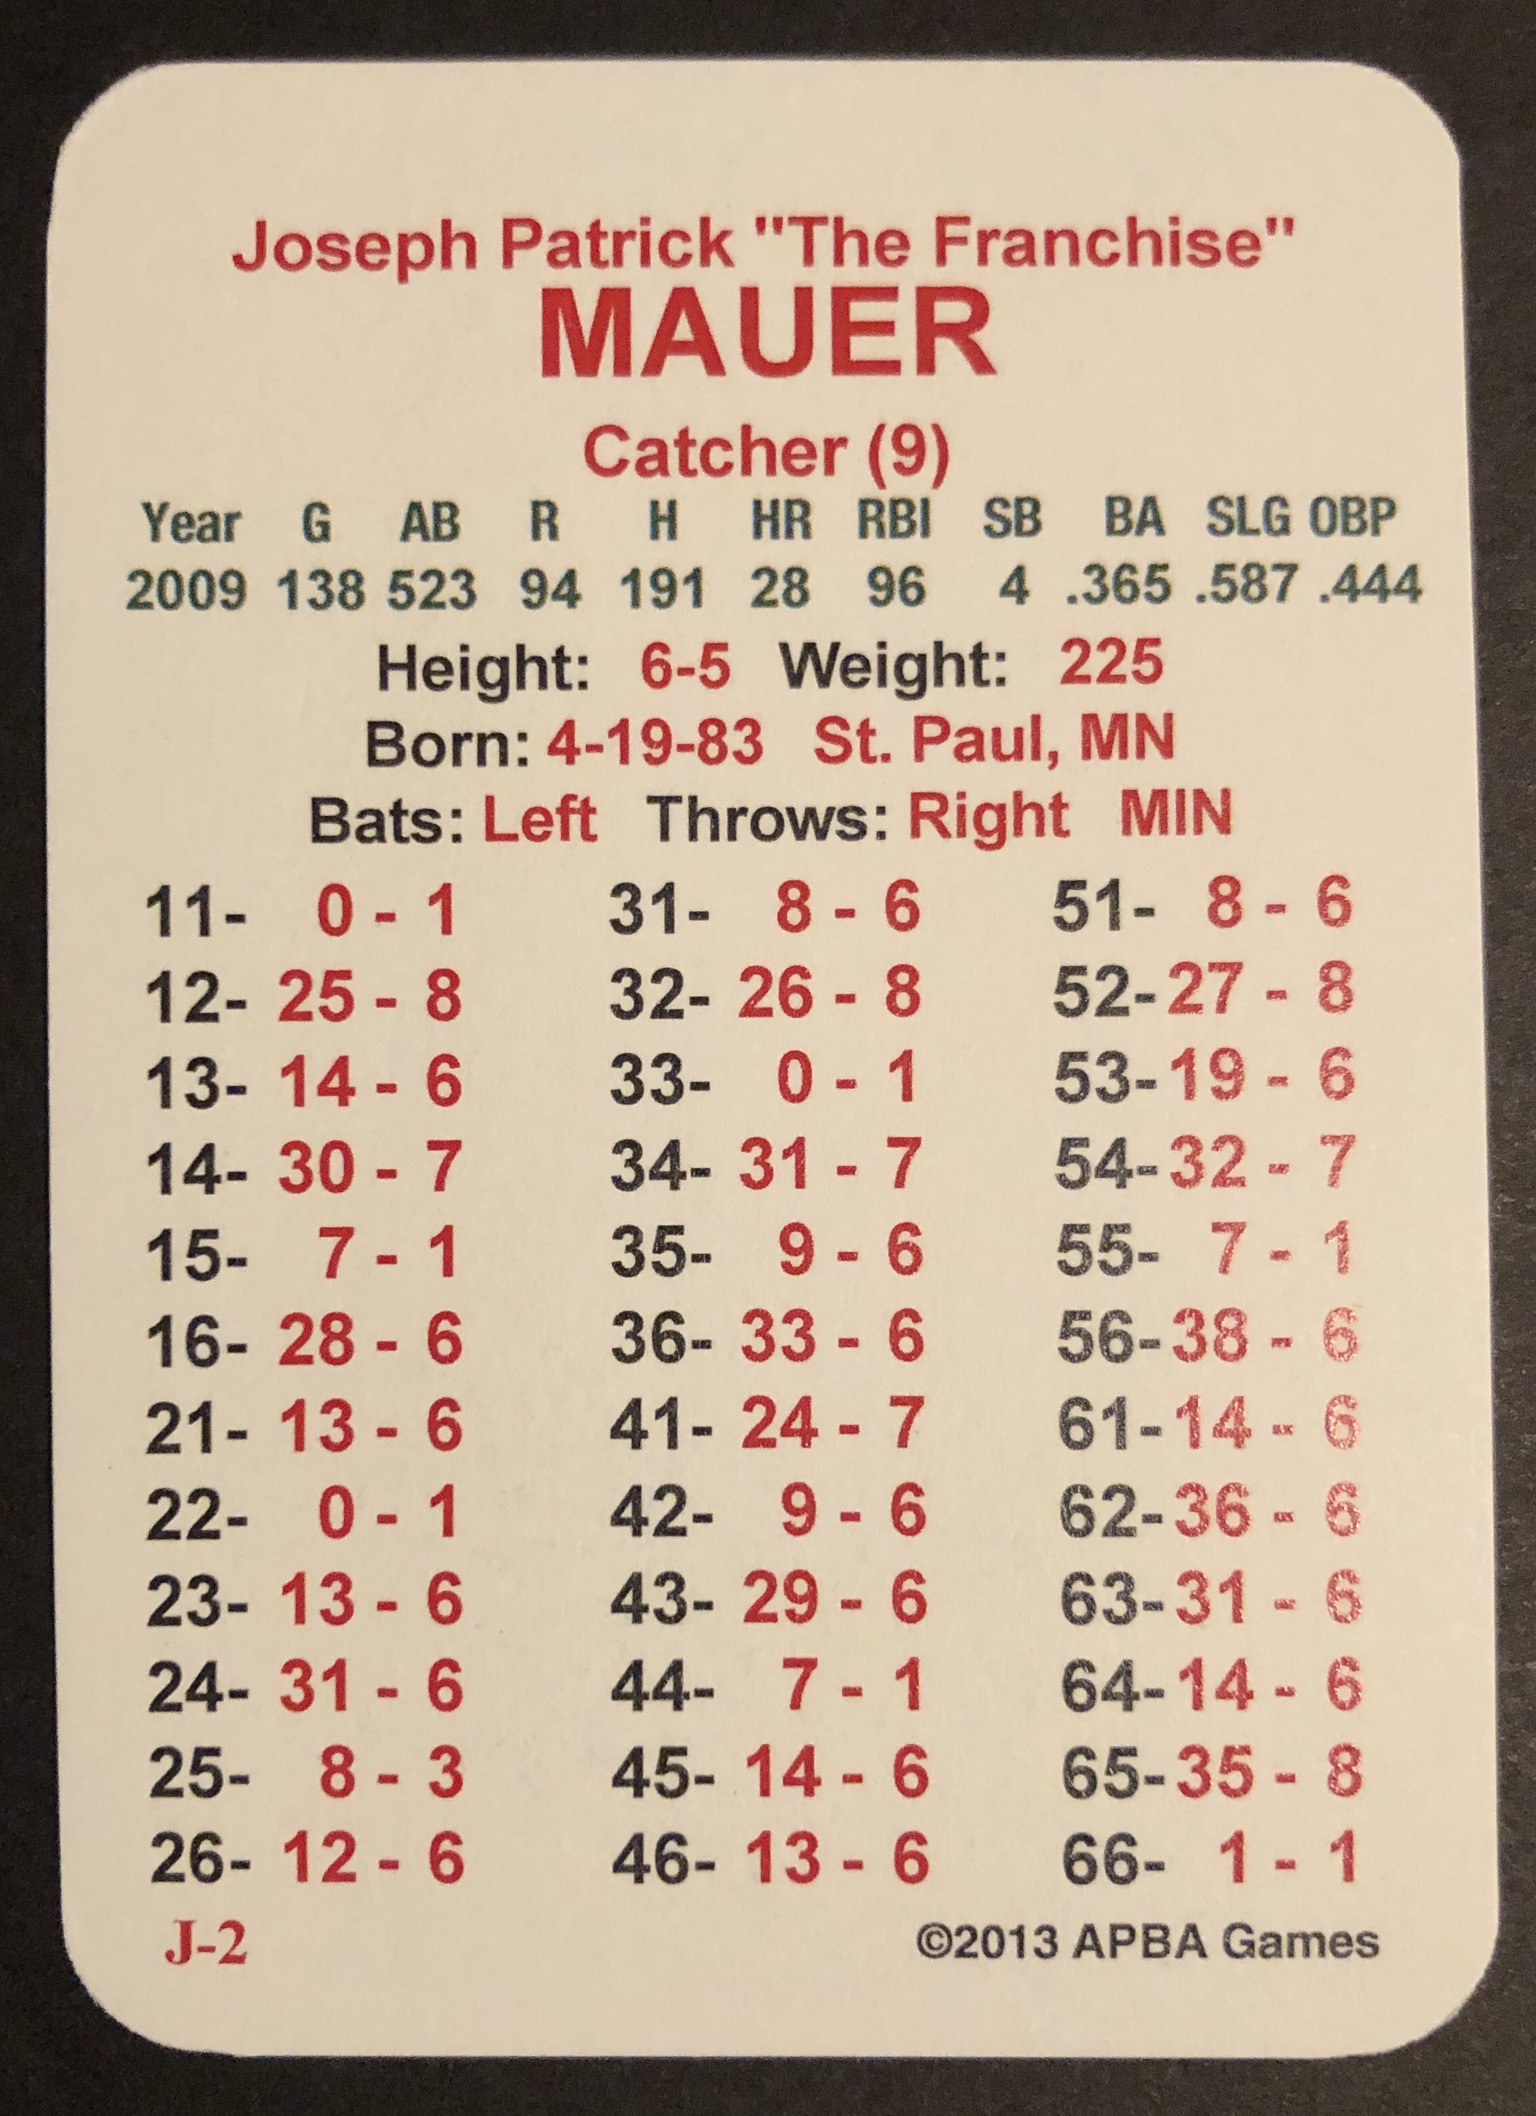 Joseph Patrick "The Franchise"
MAUER
Catcher (9)
Year G AB R H HR RBI SB BA SLG OBP
2009 138 523 94 191 28 96 4 .365 .587 .444
Height: 6-5 Weight: 225
Born: 4-19-83 St. Paul, MN
Bats: Left Throws: Right MIN
11- 0 - 1 31- 8 - 6 51- 8 - 6
12- 25 - 8 32- 26 - 8 52- 27 - 8
13- 14 - 6 33- 0 - 1 53- 19 - 6
14- 30 - 7 34- 31 - 7 54- 32 - 7
15- 7 - 1 35- 9 - 6 55- 7 - 1
16- 28 - 6 36- 33 - 6 56- 38 - 6
21- 13 - 6 41- 24 - 7 61- 14 - 6
22- 0 - 1 42- 9 - 6 62- 36 - 6
23- 13 - 6 43- 29 - 6 63- 31 - 6
24- 31 - 6 44- 7 - 1 64- 14 - 6
25- 8 - 3 45- 14 - 6 65- 35 - 8
26- 12 - 6 46- 13 - 6 66- 1 - 1
J-2 ©2013 APBA Games